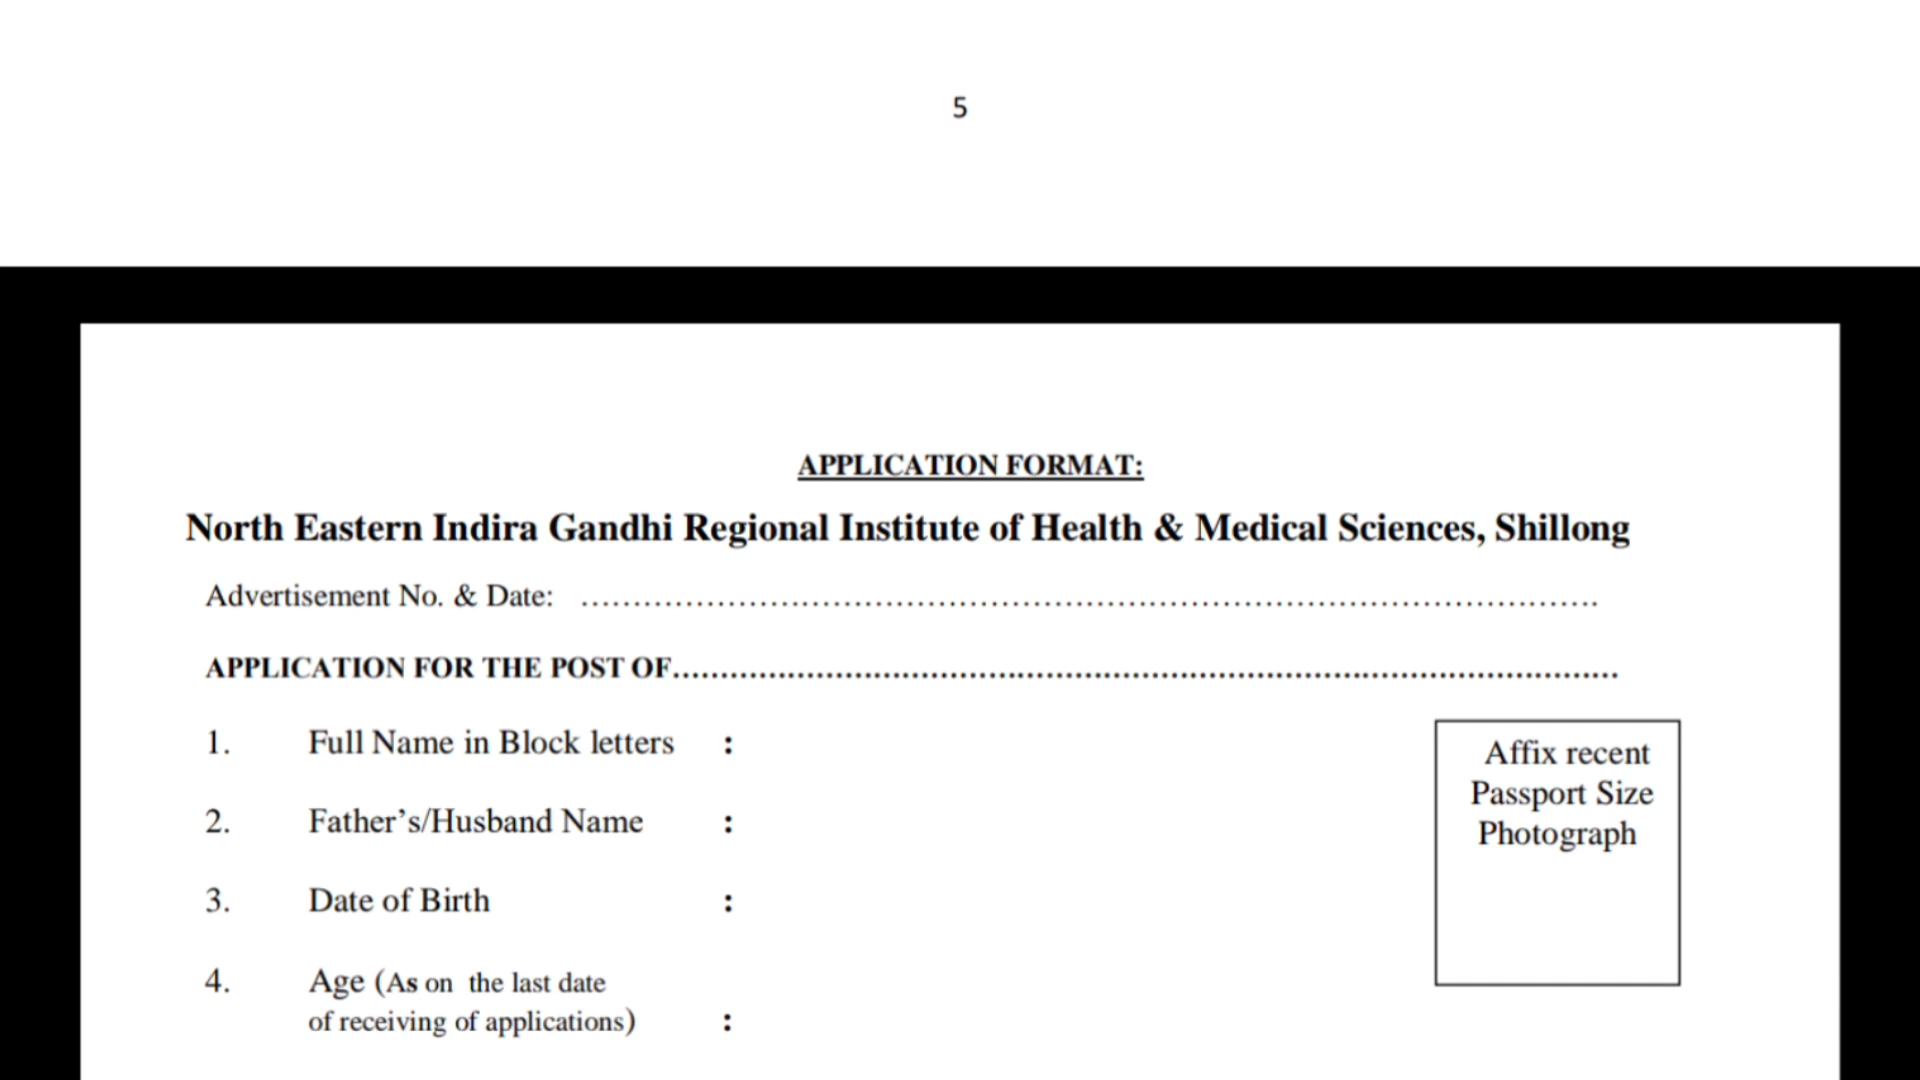 5
APPLICATION FORMAT:
North Eastern Indira Gandhi Regional Institute of Health & Medical Sciences, Shillong
Advertisement No. & Date: ……………………………………………………………………………………….
APPLICATION FOR THE POST OF....................................................................................................
1. Full Name in Block letters :
2. Father’s/Husband Name :
3. Date of Birth :
4. Age (As on the last date
of receiving of applications) :
Affix recent
Passport Size
Photograph